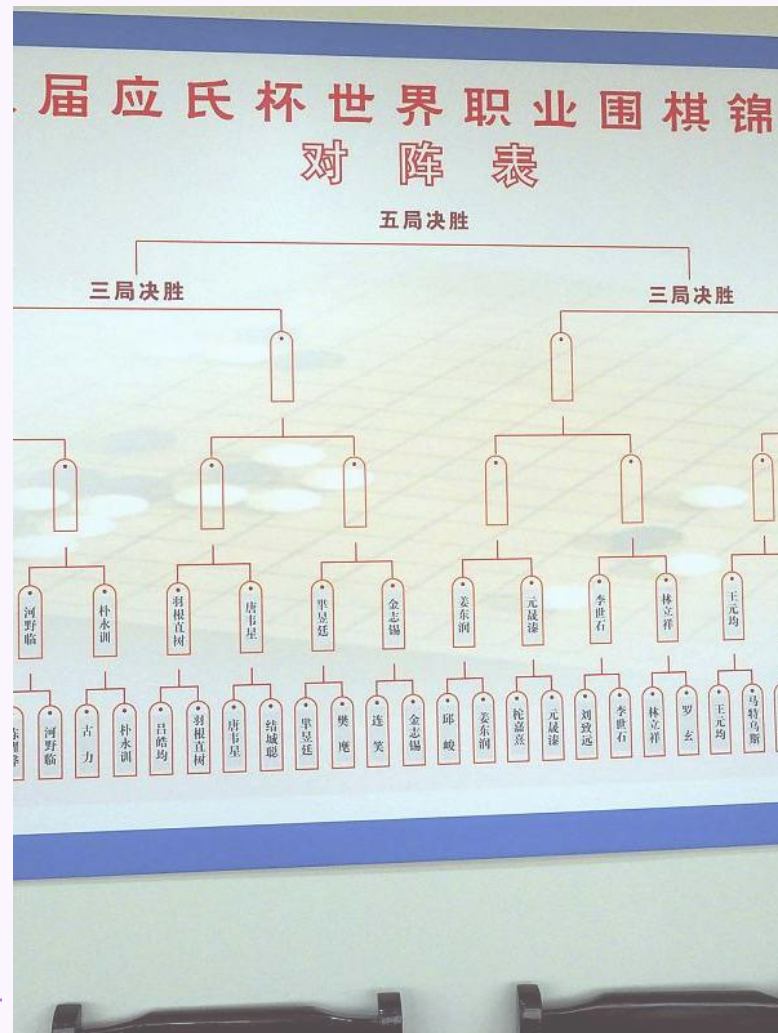 届应氏杯世界职业围棋锦
对阵表
五局决胜
三局决胜
三局决胜
河野临
朴永训
羽根直树
唐韦星
芈昱廷
金志锡
姜东润
元晟溱
李世石
林立祥
王元均
河野临
古力
朴永训
吕皓均
羽根直树
唐韦星
结城聪
芈昱廷
樊麾
连笑
金志锡
邱峻
姜东润
柁嘉熹
元晟溱
刘致远
李世石
林立祥
罗玄
王元均
马特乌斯